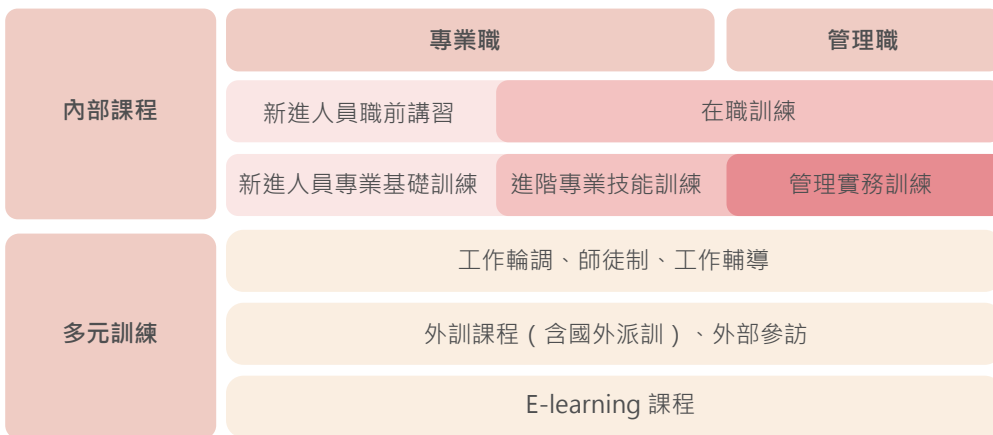 專業職
管理職
內部課程
新進人員職前講習
在職訓練
新進人員專業基礎訓練
進階專業技能訓練
管理實務訓練
多元訓練
工作輪調、師徒制、工作輔導
外訓課程（含國外派訓）、外部參訪
E-learning 課程